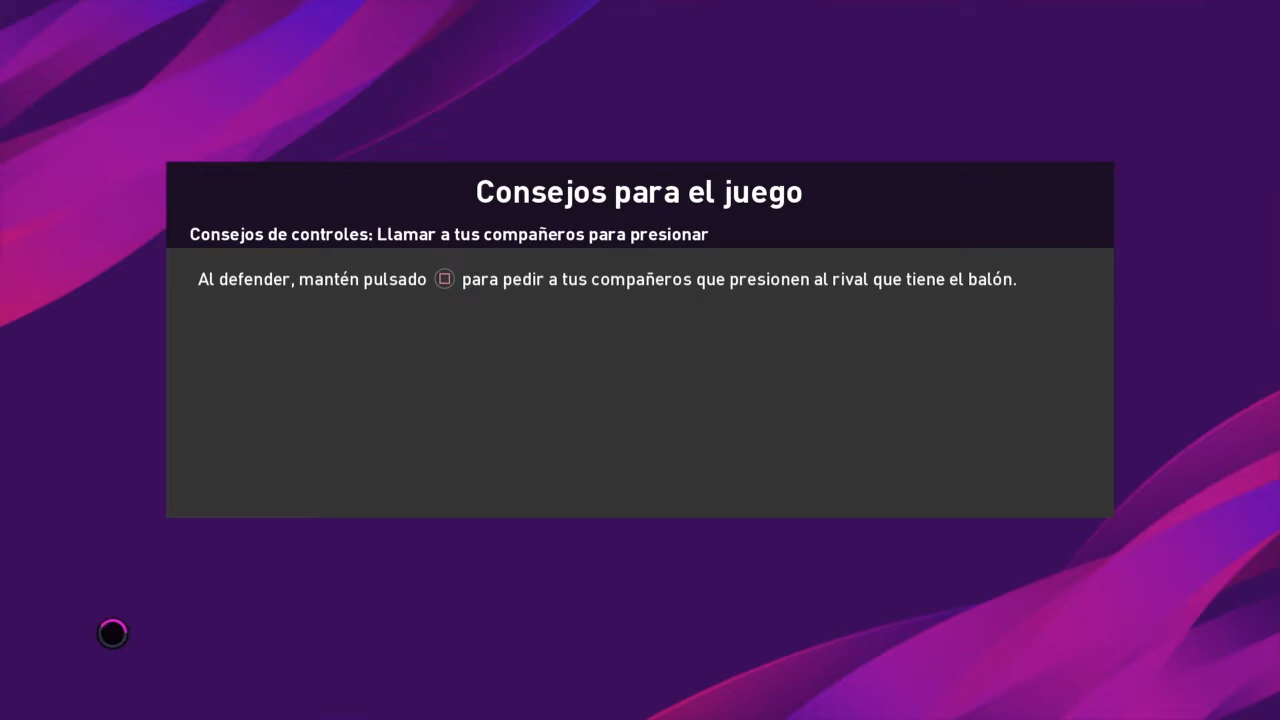 Consejos para el juego
Consejos de controles: Llamar a tus compañeros para presionar
Al defender, mantén pulsado para pedir a tus compañeros que presionen al rival que tiene el balón.